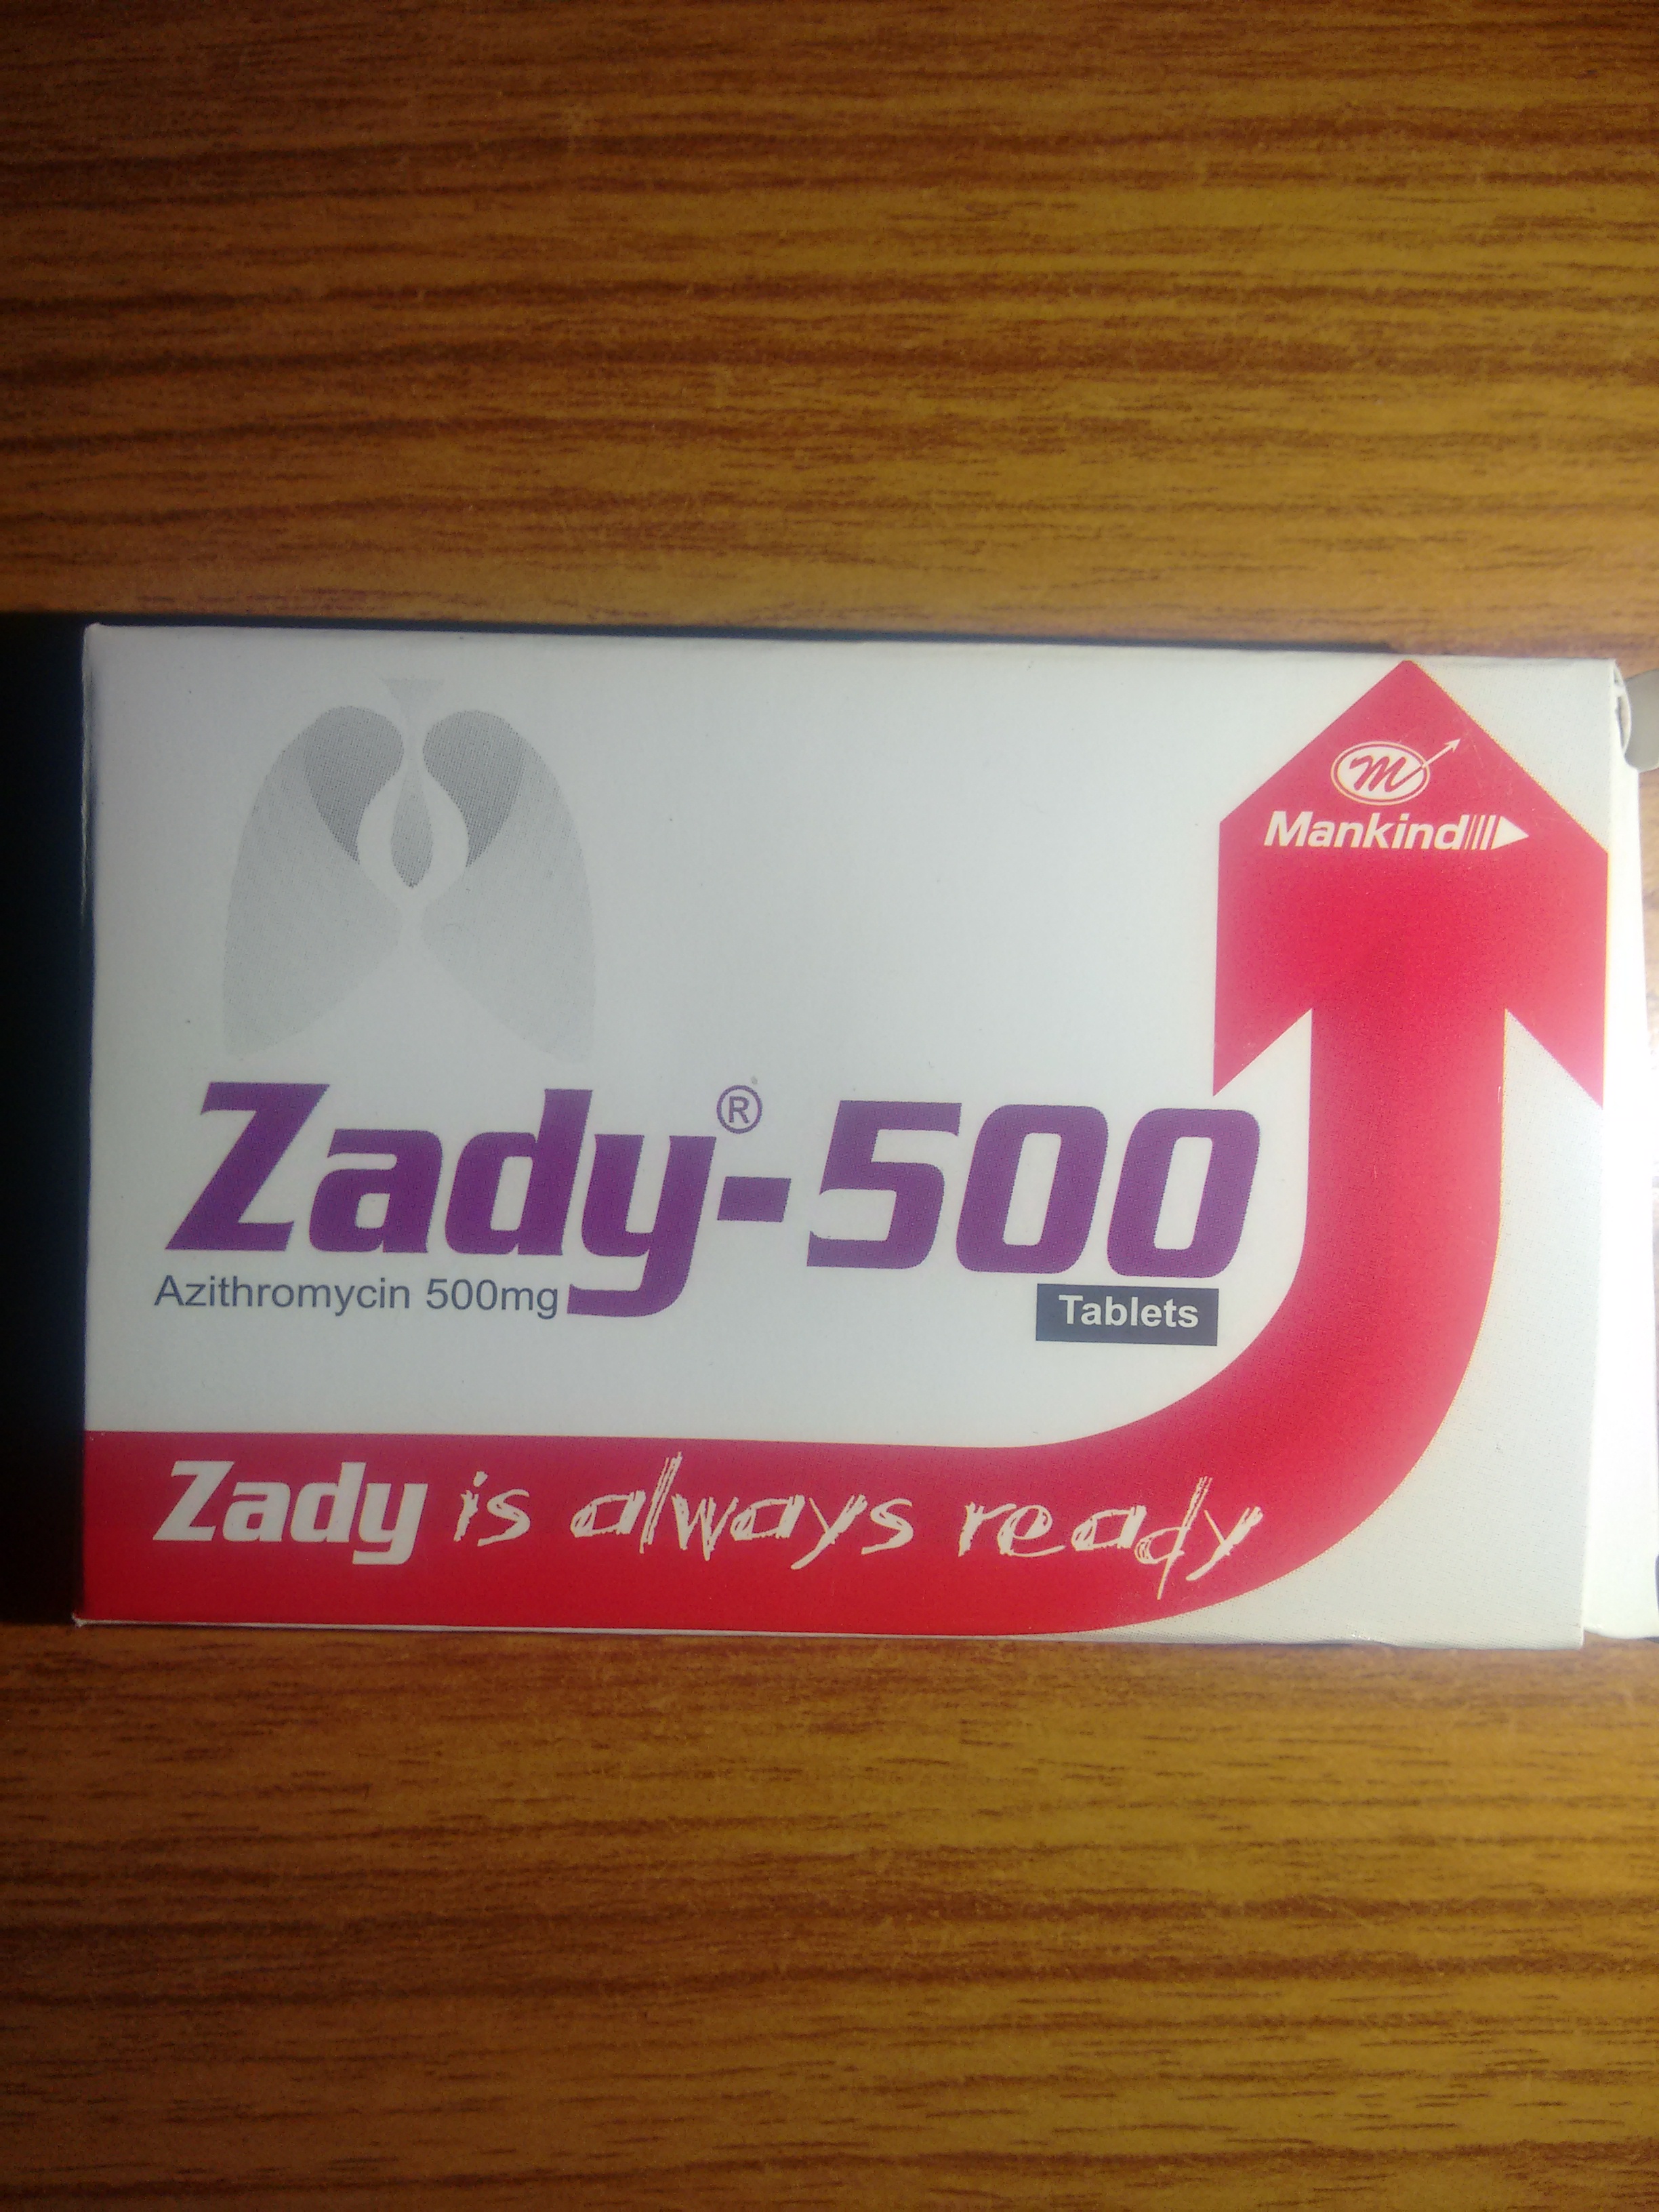 m
Mankind
Zady®-500
Azithromycin 500mg
Tablets
Zady is always ready